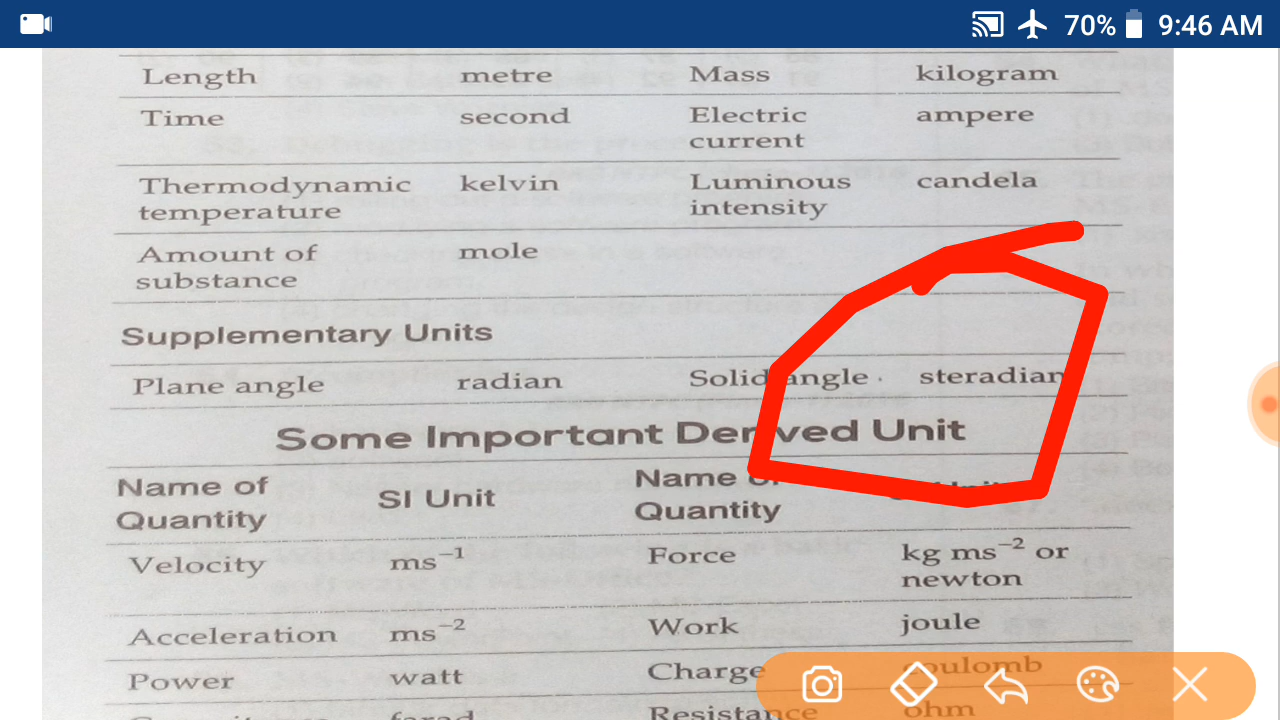 70% 9:46 AM
Length metre Mass kilogram
Time second Electric current ampere
Thermodynamic temperature kelvin Luminous intensity candela
Amount of substance mole
Supplementary Units
Plane angle radian Solid angle steradian
Some Important Derived Unit
Name of Quantity SI Unit Name of Quantity
Velocity ms⁻¹ Force kg ms⁻² or newton
Acceleration ms⁻² Work joule
Power watt Charge coulomb
farad Resistance ohm